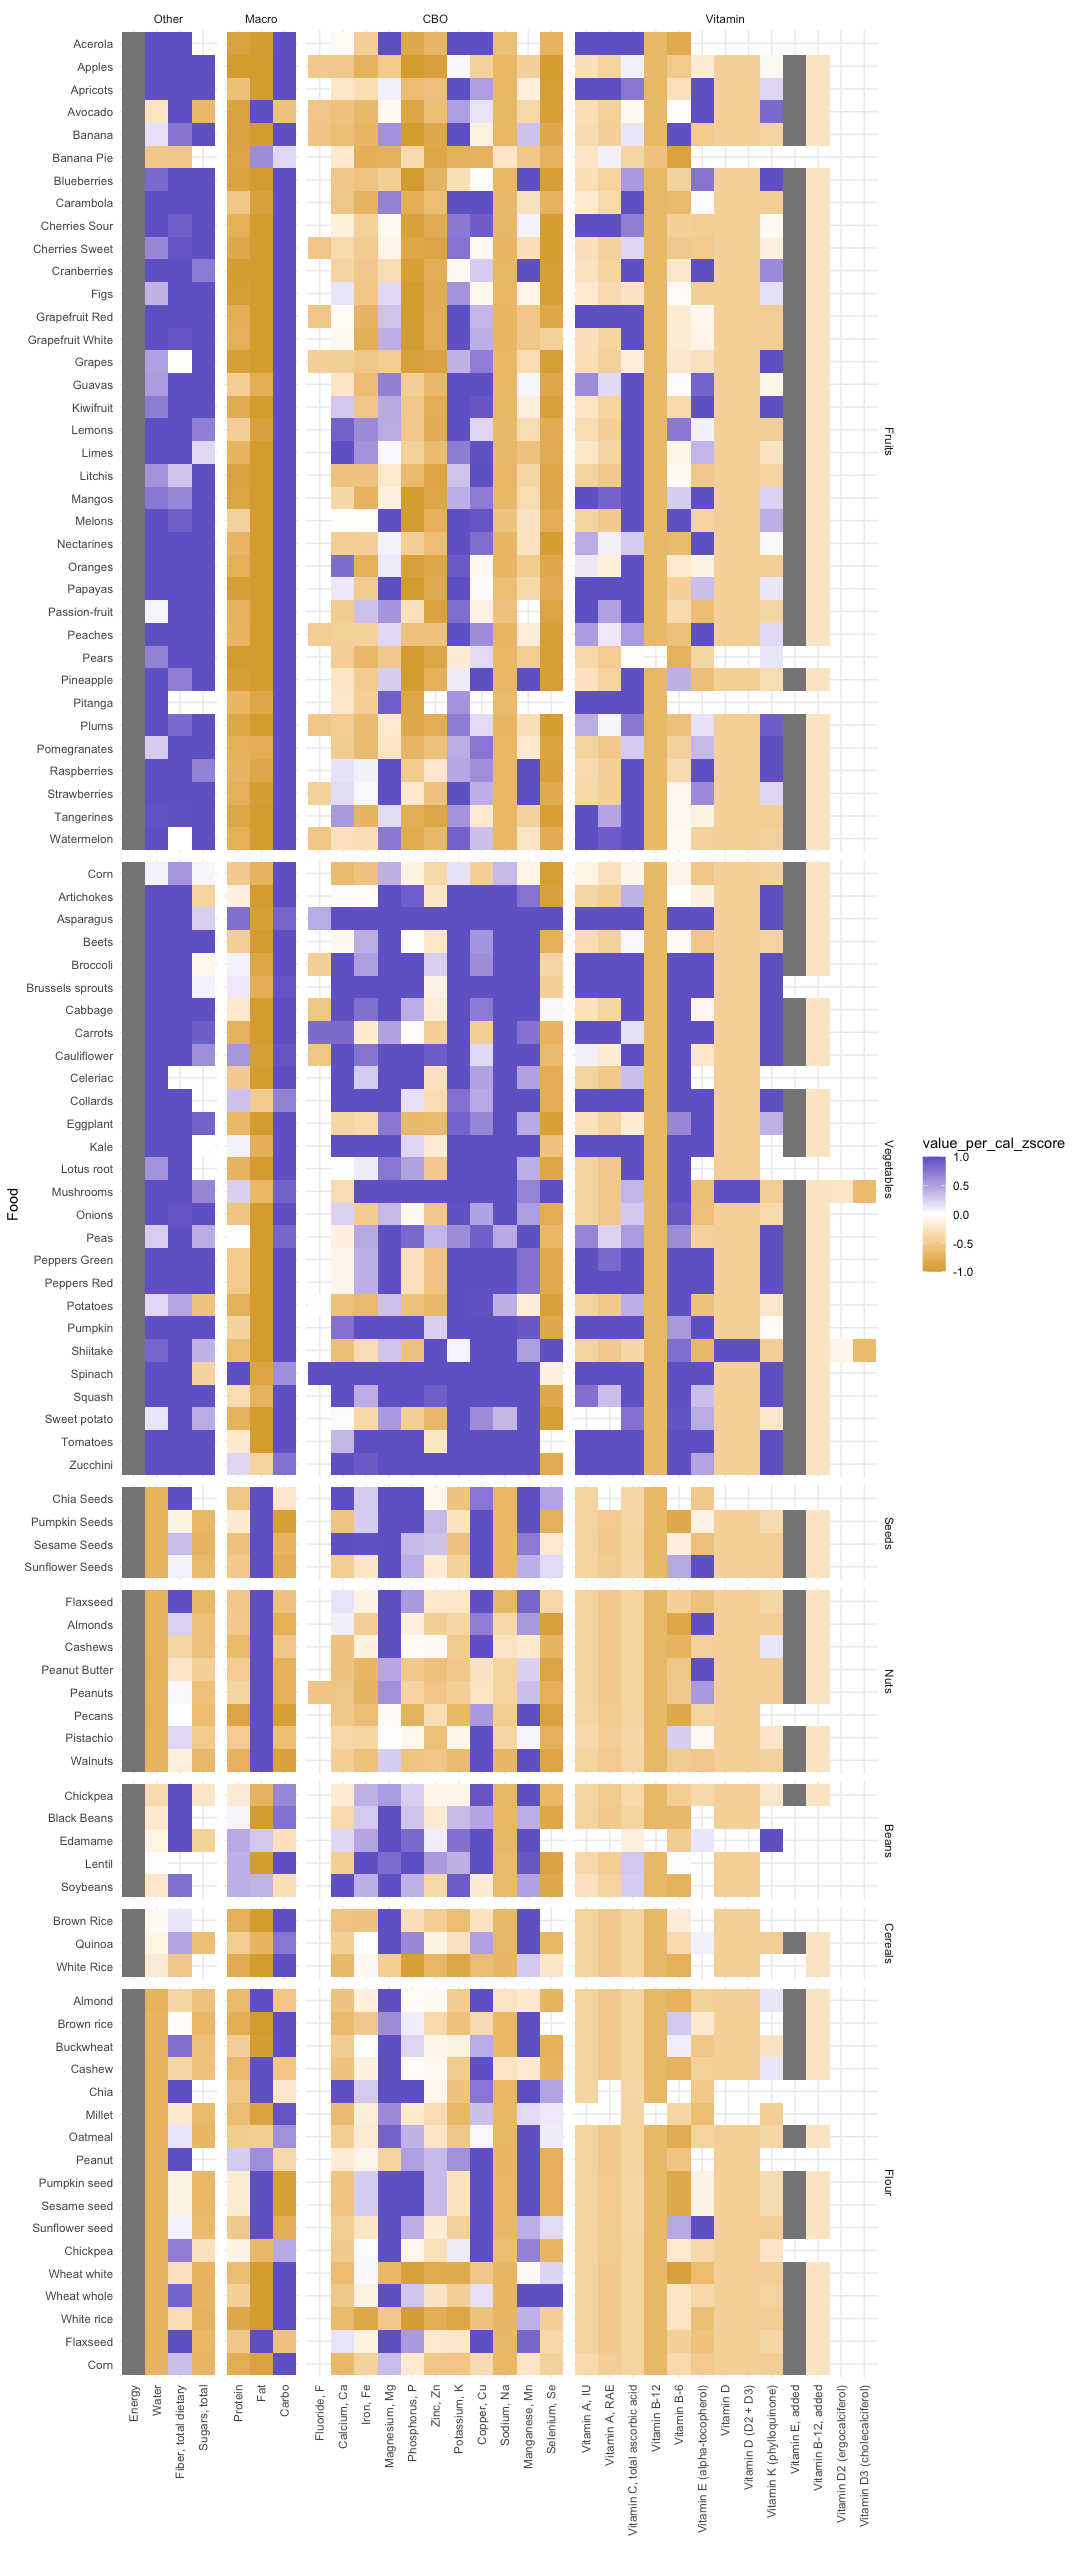 Other Macro CBO Vitamin
Acerola
Apples
Apricots
Avocado
Banana
Banana Pie
Blueberries
Carambola
Cherries Sour
Cherries Sweet
Cranberries
Figs
Grapefruit Red
Grapefruit White
Grapes
Guavas
Kiwifruit
Lemons
Limes
Litchis
Mangos
Melons
Nectarines
Oranges
Papayas
Passion-fruit
Peaches
Pears
Pineapple
Pitanga
Plums
Pomegranates
Raspberries
Strawberries
Tangerines
Watermelon
Fruits
Corn
Artichokes
Asparagus
Beets
Broccoli
Brussels sprouts
Cabbage
Carrots
Cauliflower
Celeriac
Collards
Eggplant
Kale
Lotus root
Mushrooms
Onions
Peas
Peppers Green
Peppers Red
Potatoes
Pumpkin
Shiitake
Spinach
Squash
Sweet potato
Tomatoes
Zucchini
Vegetables
Food
Chia Seeds
Pumpkin Seeds
Sesame Seeds
Sunflower Seeds
Seeds
Flaxseed
Almonds
Cashews
Peanut Butter
Peanuts
Pecans
Pistachio
Walnuts
Nuts
Chickpea
Black Beans
Edamame
Lentil
Soybeans
Beans
Brown Rice
Quinoa
White Rice
Cereals
Almond
Brown rice
Buckwheat
Cashew
Chia
Millet
Oatmeal
Peanut
Pumpkin seed
Sesame seed
Sunflower seed
Chickpea
Wheat white
Wheat whole
White rice
Flaxseed
Corn
Flour
Energy
Water
Fiber, total dietary
Sugars, total
Protein
Fat
Carbo
Fluoride, F
Calcium, Ca
Iron, Fe
Magnesium, Mg
Phosphorus, P
Zinc, Zn
Potassium, K
Copper, Cu
Sodium, Na
Manganese, Mn
Selenium, Se
Vitamin A, IU
Vitamin A, RAE
Vitamin C, total ascorbic acid
Vitamin B-12
Vitamin B-6
Vitamin E (alpha-tocopherol)
Vitamin D
Vitamin D (D2 + D3)
Vitamin K (phylloquinone)
Vitamin E, added
Vitamin B-12, added
Vitamin D2 (ergocalciferol)
Vitamin D3 (cholecalciferol)
value_per_cal_zscore
1.0
0.5
0.0
-0.5
-1.0